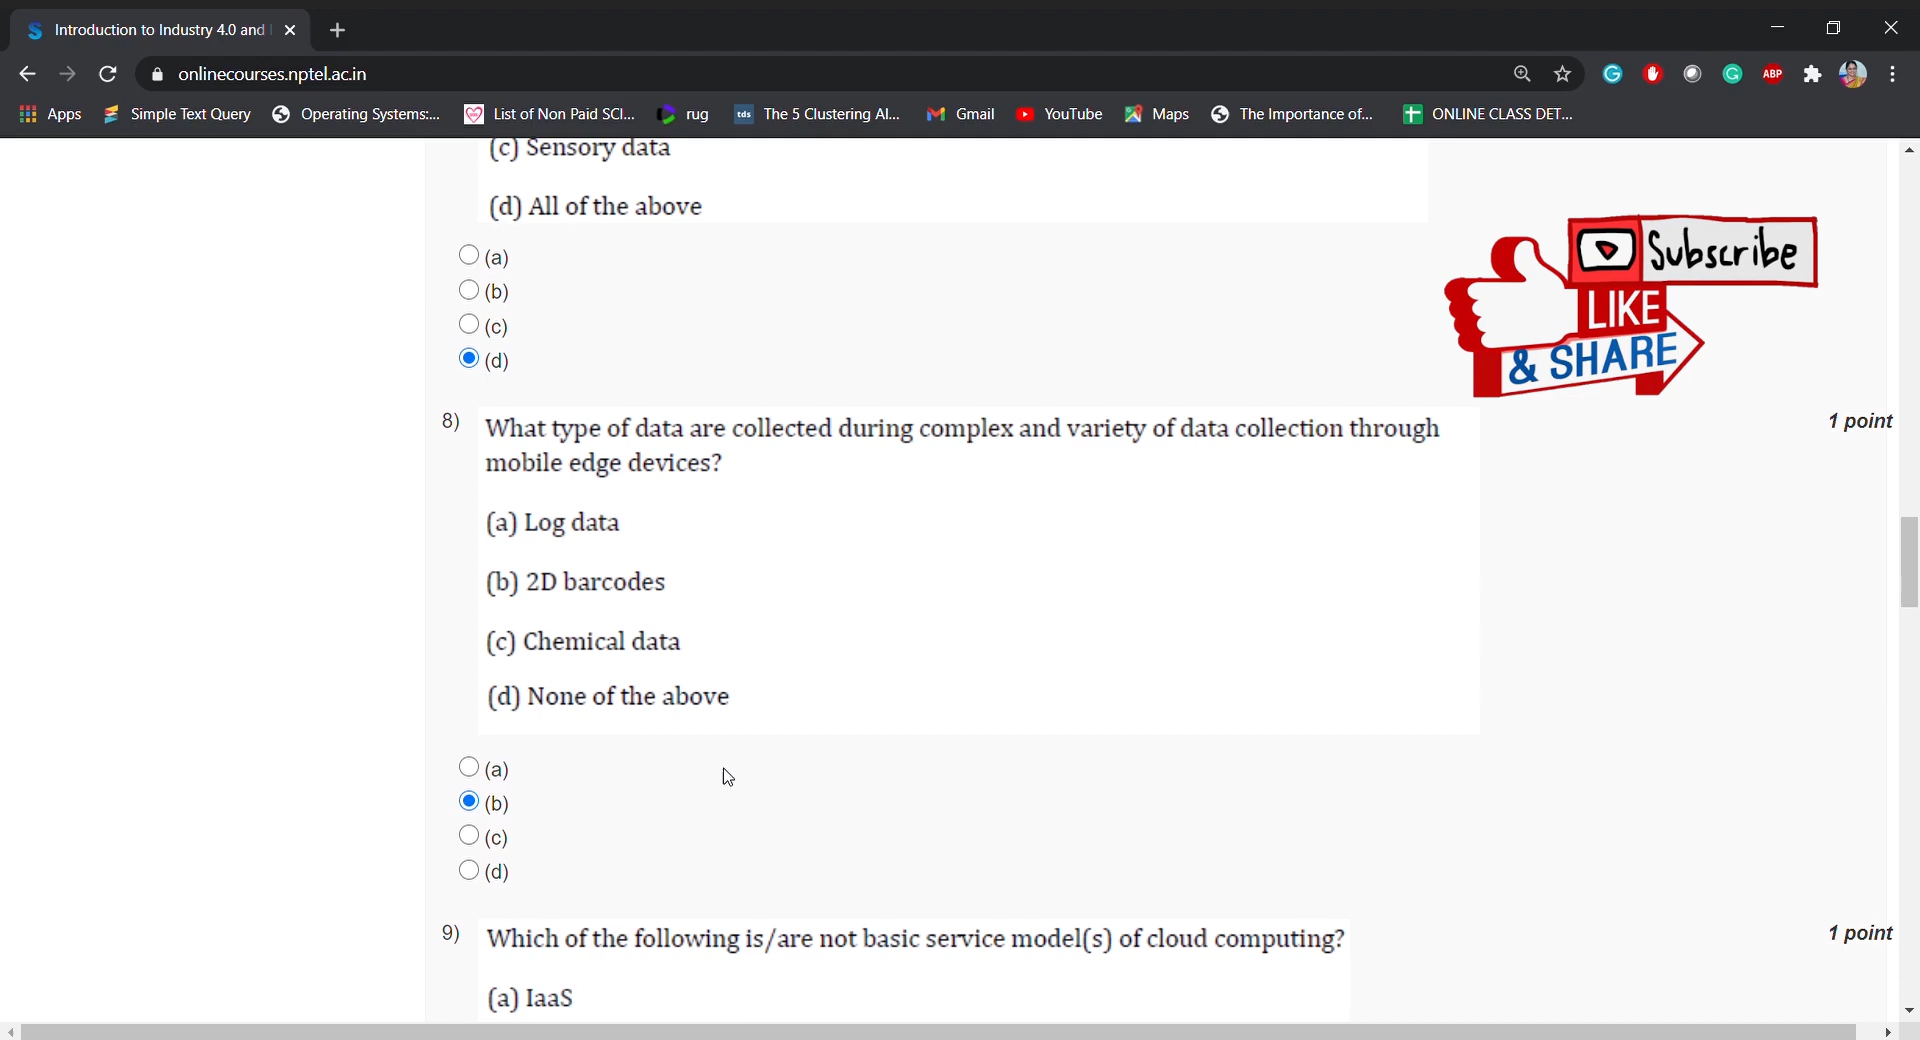 Introduction to Industry 4.0 and
onlinecourses.nptel.ac.in
ABP
Apps
Simple Text Query
Operating Systems:...
List of Non Paid SCI...
rug
tds
The 5 Clustering Al...
Gmail
YouTube
Maps
The Importance of...
ONLINE CLASS DET...
(c) Sensory data
(d) All of the above
(a)
(b)
(c)
(d)
Subscribe
LIKE
& SHARE
8)
What type of data are collected during complex and variety of data collection through
mobile edge devices?
1 point
(a) Log data
(b) 2D barcodes
(c) Chemical data
(d) None of the above
(a)
(b)
(c)
(d)
9)
Which of the following is/are not basic service model(s) of cloud computing?
1 point
(a) IaaS